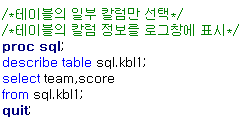 /*테이블의 일부 칼럼만 선택*/
/*테이블의 칼럼 정보를 로그창에 표시*/
proc sql;
describe table sql.kbl1;
select team,score
from sql.kbl1;
quit;